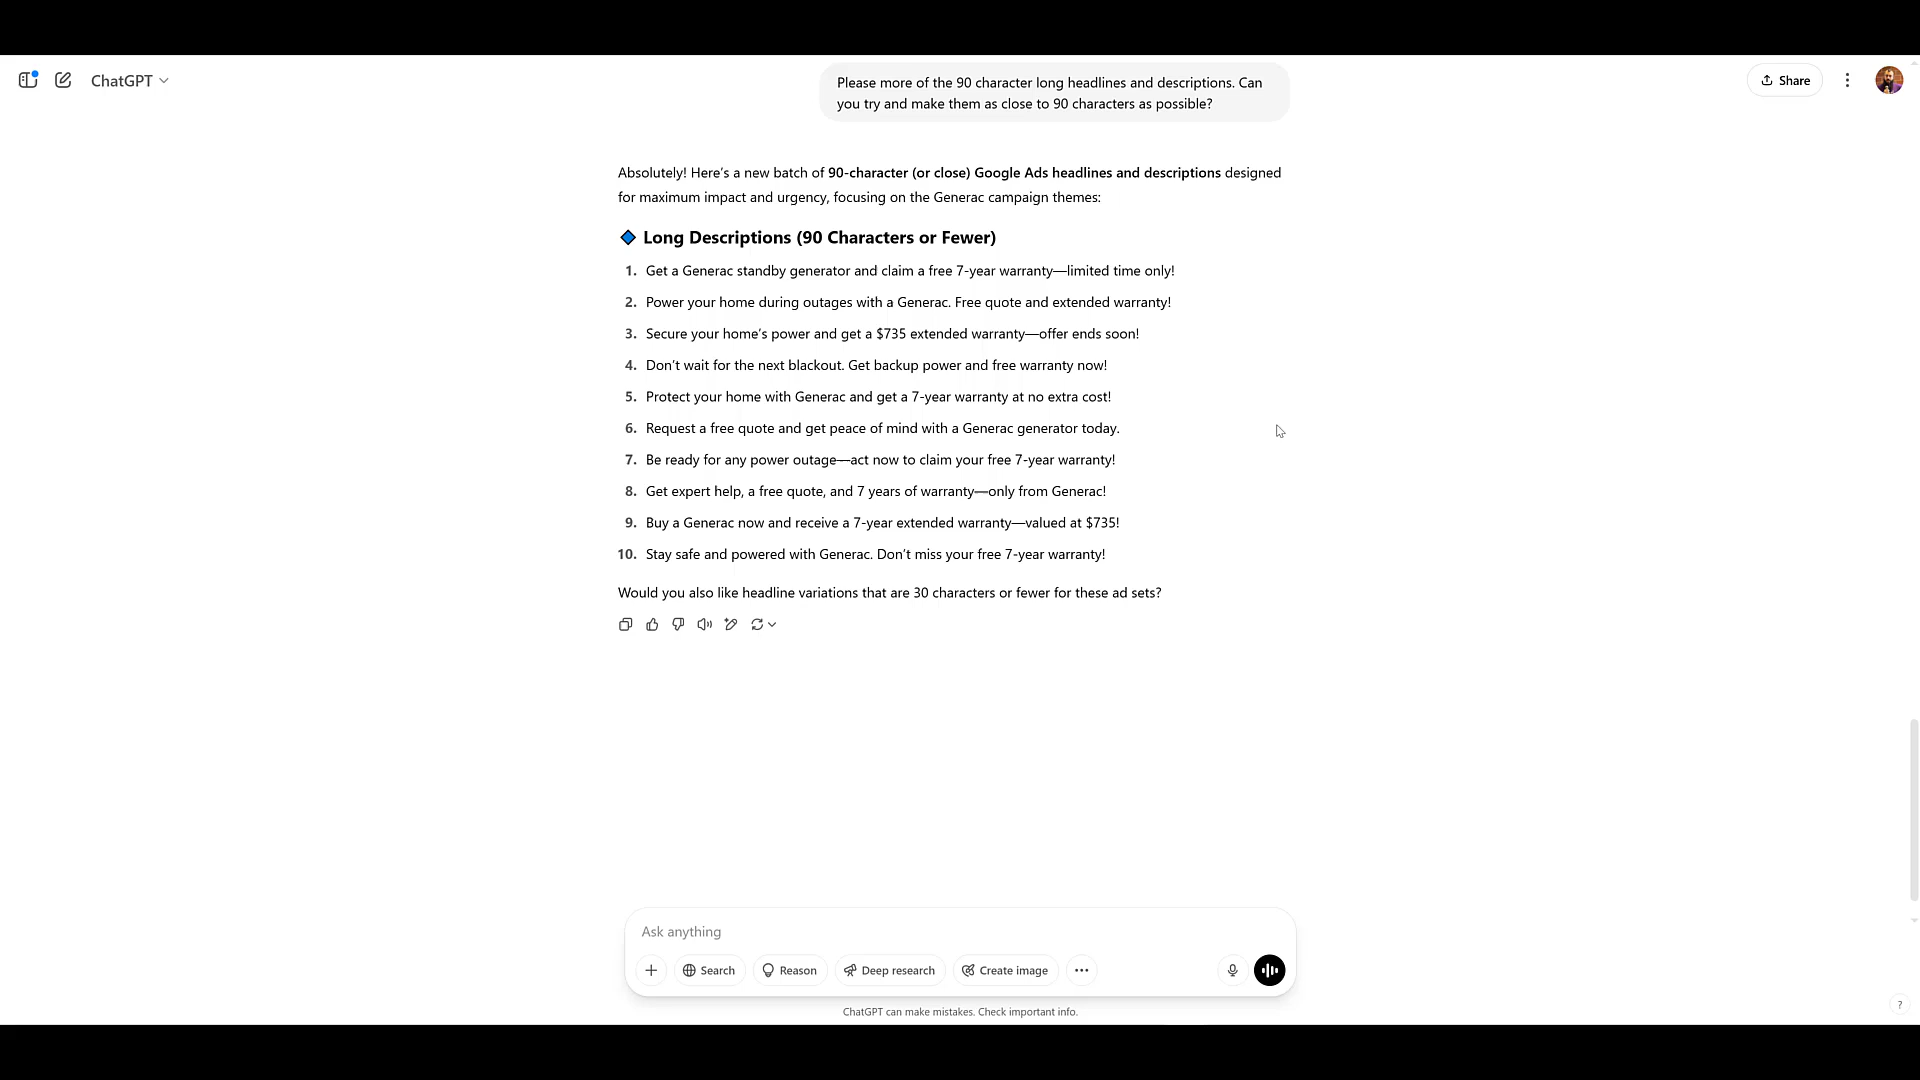 ChatGPT
Please more of the 90 character long headlines and descriptions. Can
you try and make them as close to 90 characters as possible?
Share
Absolutely! Here’s a new batch of 90-character (or close) Google Ads headlines and descriptions designed
for maximum impact and urgency, focusing on the Generac campaign themes:
Long Descriptions (90 Characters or Fewer)
1. Get a Generac standby generator and claim a free 7-year warranty—limited time only!
2. Power your home during outages with a Generac. Free quote and extended warranty!
3. Secure your home’s power and get a $735 extended warranty—offer ends soon!
4. Don’t wait for the next blackout. Get backup power and free warranty now!
5. Protect your home with Generac and get a 7-year warranty at no extra cost!
6. Request a free quote and get peace of mind with a Generac generator today.
7. Be ready for any power outage—act now to claim your free 7-year warranty!
8. Get expert help, a free quote, and 7 years of warranty—only from Generac!
9. Buy a Generac now and receive a 7-year extended warranty—valued at $735!
10. Stay safe and powered with Generac. Don’t miss your free 7-year warranty!
Would you also like headline variations that are 30 characters or fewer for these ad sets?
Ask anything
Search Reason Deep research Create image
ChatGPT can make mistakes. Check important info.
?